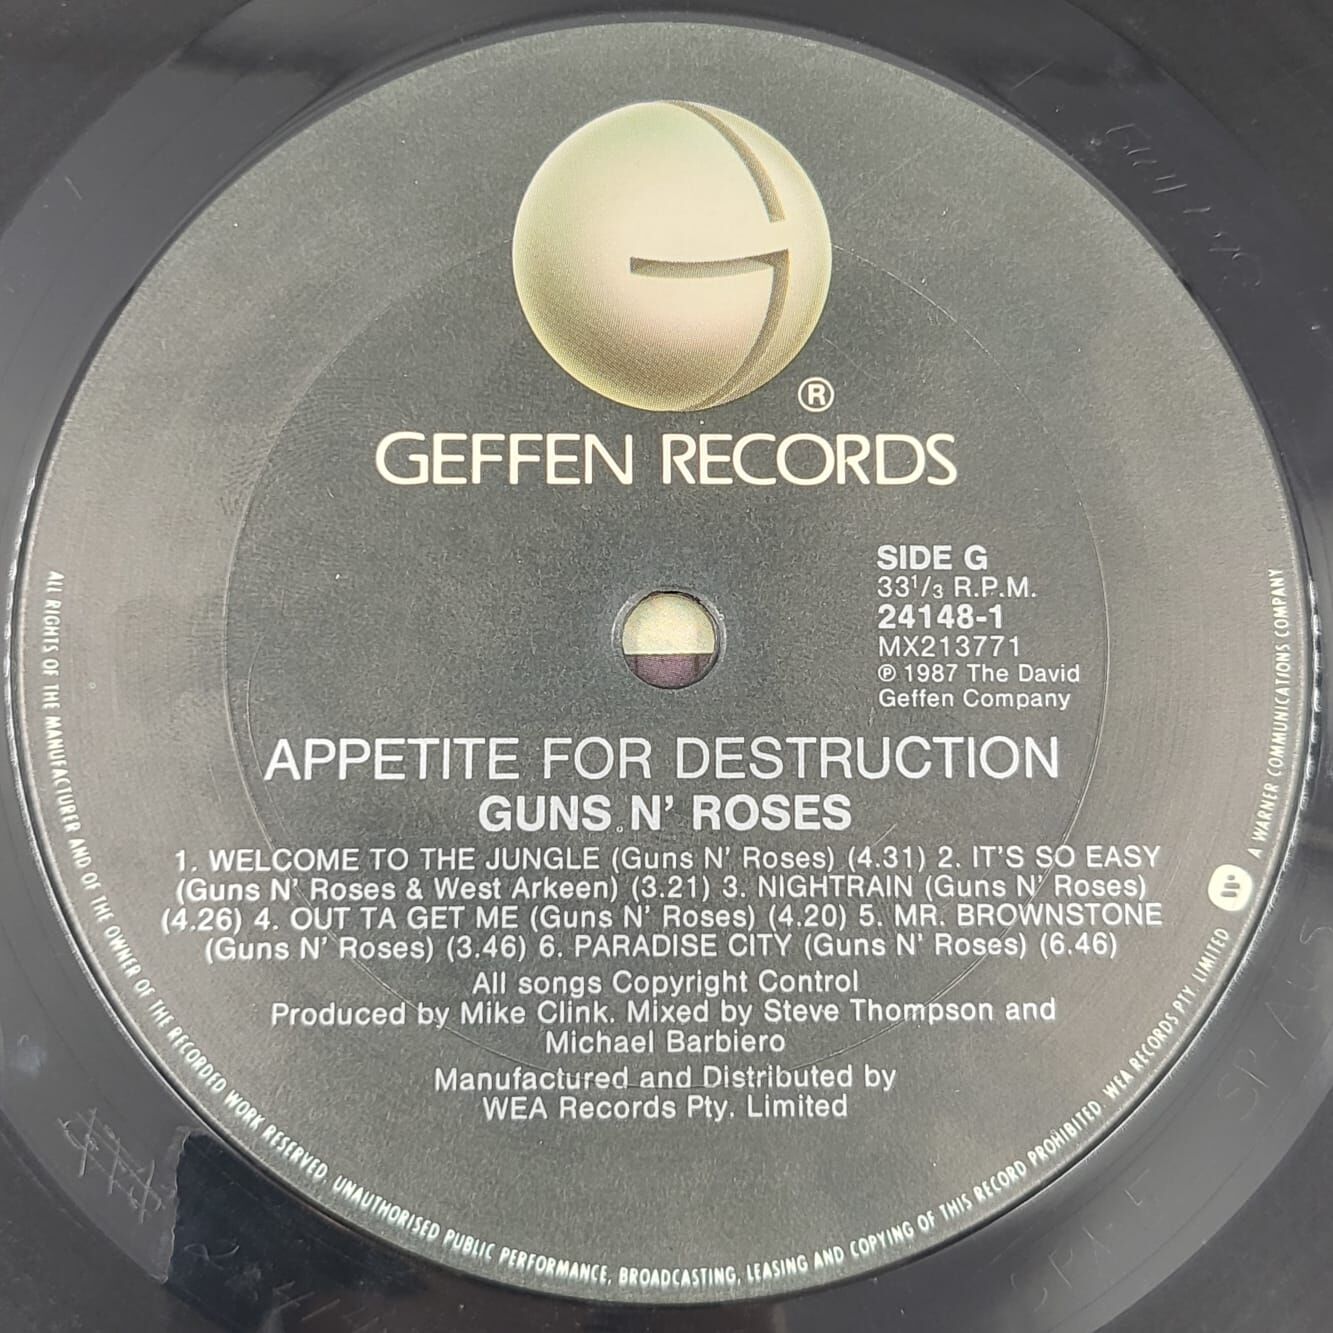 ®
GEFFEN RECORDS
SIDE G
33 1/3 R.P.M.
24148-1
MX213771
℗ 1987 The David
Geffen Company
APPETITE FOR DESTRUCTION
GUNS N' ROSES
1. WELCOME TO THE JUNGLE (Guns N' Roses) (4.31) 2. IT'S SO EASY
(Guns N' Roses & West Arkeen) (3.21) 3. NIGHTRAIN (Guns N' Roses)
(4.26) 4. OUT TA GET ME (Guns N' Roses) (4.20) 5. MR. BROWNSTONE
(Guns N' Roses) (3.46) 6. PARADISE CITY (Guns N' Roses) (6.46)
All songs Copyright Control
Produced by Mike Clink. Mixed by Steve Thompson and
Michael Barbiero
Manufactured and Distributed by
WEA Records Pty. Limited
ALL RIGHTS OF THE MANUFACTURER AND OF THE OWNER OF THE RECORDED WORK RESERVED. UNAUTHORISED PUBLIC PERFORMANCE, BROADCASTING, LEASING AND COPYING OF THIS RECORD PROHIBITED. WEA RECORDS PTY. LIMITED A WARNER COMMUNICATIONS COMPANY